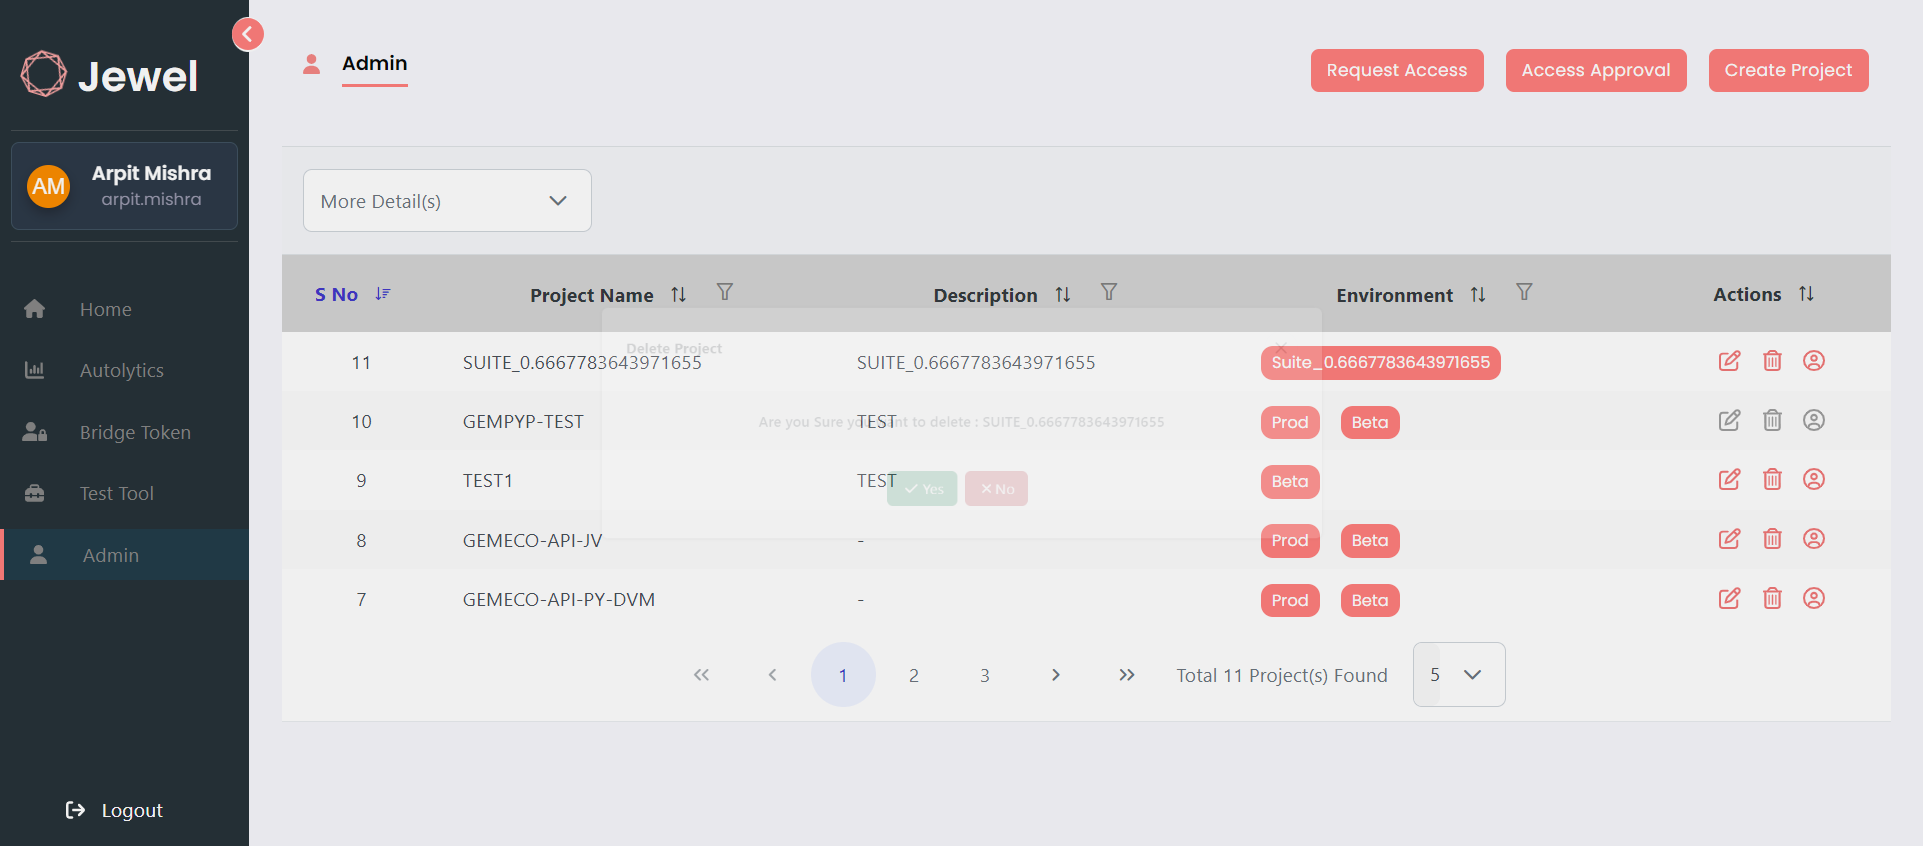 Jewel
AM
Arpit Mishra
arpit.mishra
Home
Autolytics
Bridge Token
Test Tool
Admin
Logout
Admin
Request Access
Access Approval
Create Project
More Detail(s)
S No
Project Name
Description
Environment
Actions
Delete Project
11 SUITE_0.6667783643971655 SUITE_0.6667783643971655 Suite_0.6667783643971655
Are you Sure you want to delete : SUITE_0.6667783643971655
10 GEMPYP-TEST TEST Prod Beta
9 TEST1 TEST Beta
Yes No
8 GEMECO-API-JV - Prod Beta
7 GEMECO-API-PY-DVM - Prod Beta
1 2 3 Total 11 Project(s) Found 5